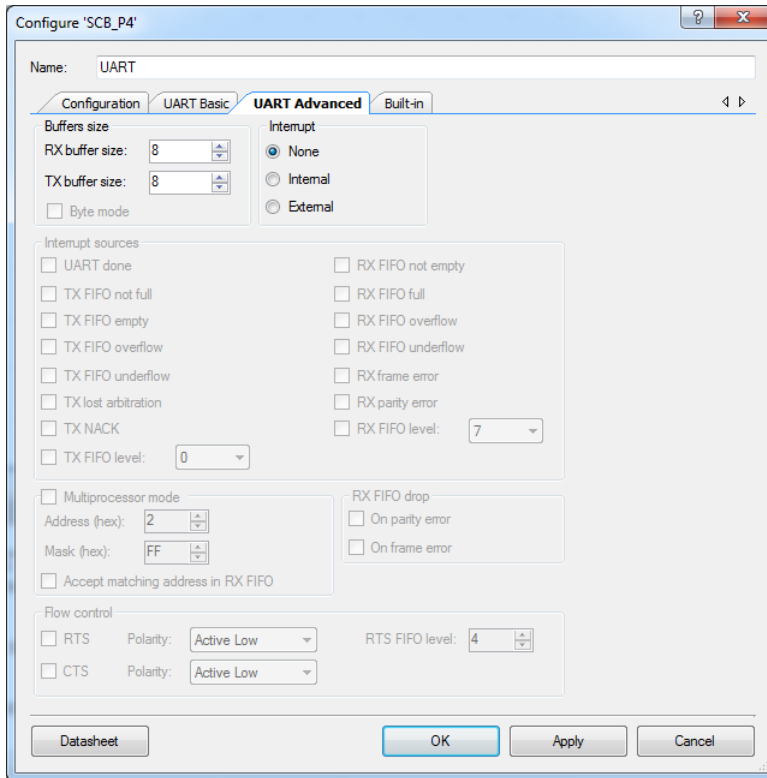 Configure 'SCB_P4'
Name: UART
Configuration UART Basic UART Advanced Built-in
Buffers size
RX buffer size: 8
TX buffer size: 8
Byte mode
Interrupt
None
Internal
External
Interrupt sources
UART done RX FIFO not empty
TX FIFO not full RX FIFO full
TX FIFO empty RX FIFO overflow
TX FIFO overflow RX FIFO underflow
TX FIFO underflow RX frame error
TX lost arbitration RX parity error
TX NACK RX FIFO level: 7
TX FIFO level: 0
Multiprocessor mode
Address (hex): 2
Mask (hex): FF
Accept matching address in RX FIFO
RX FIFO drop
On parity error
On frame error
Flow control
RTS Polarity: Active Low RTS FIFO level: 4
CTS Polarity: Active Low
Datasheet OK Apply Cancel